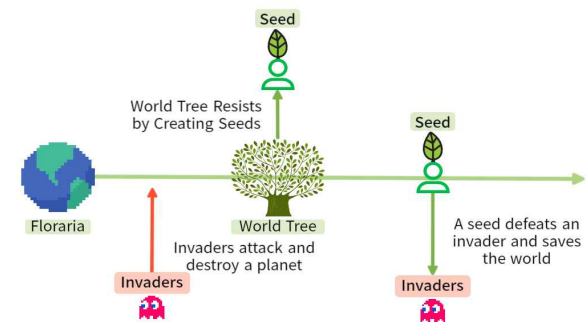 Seed
World Tree Resists
by Creating Seeds
Seed
Floraria
World Tree
Invaders attack and
destroy a planet
A seed defeats an
invader and saves
the world
Invaders
Invaders